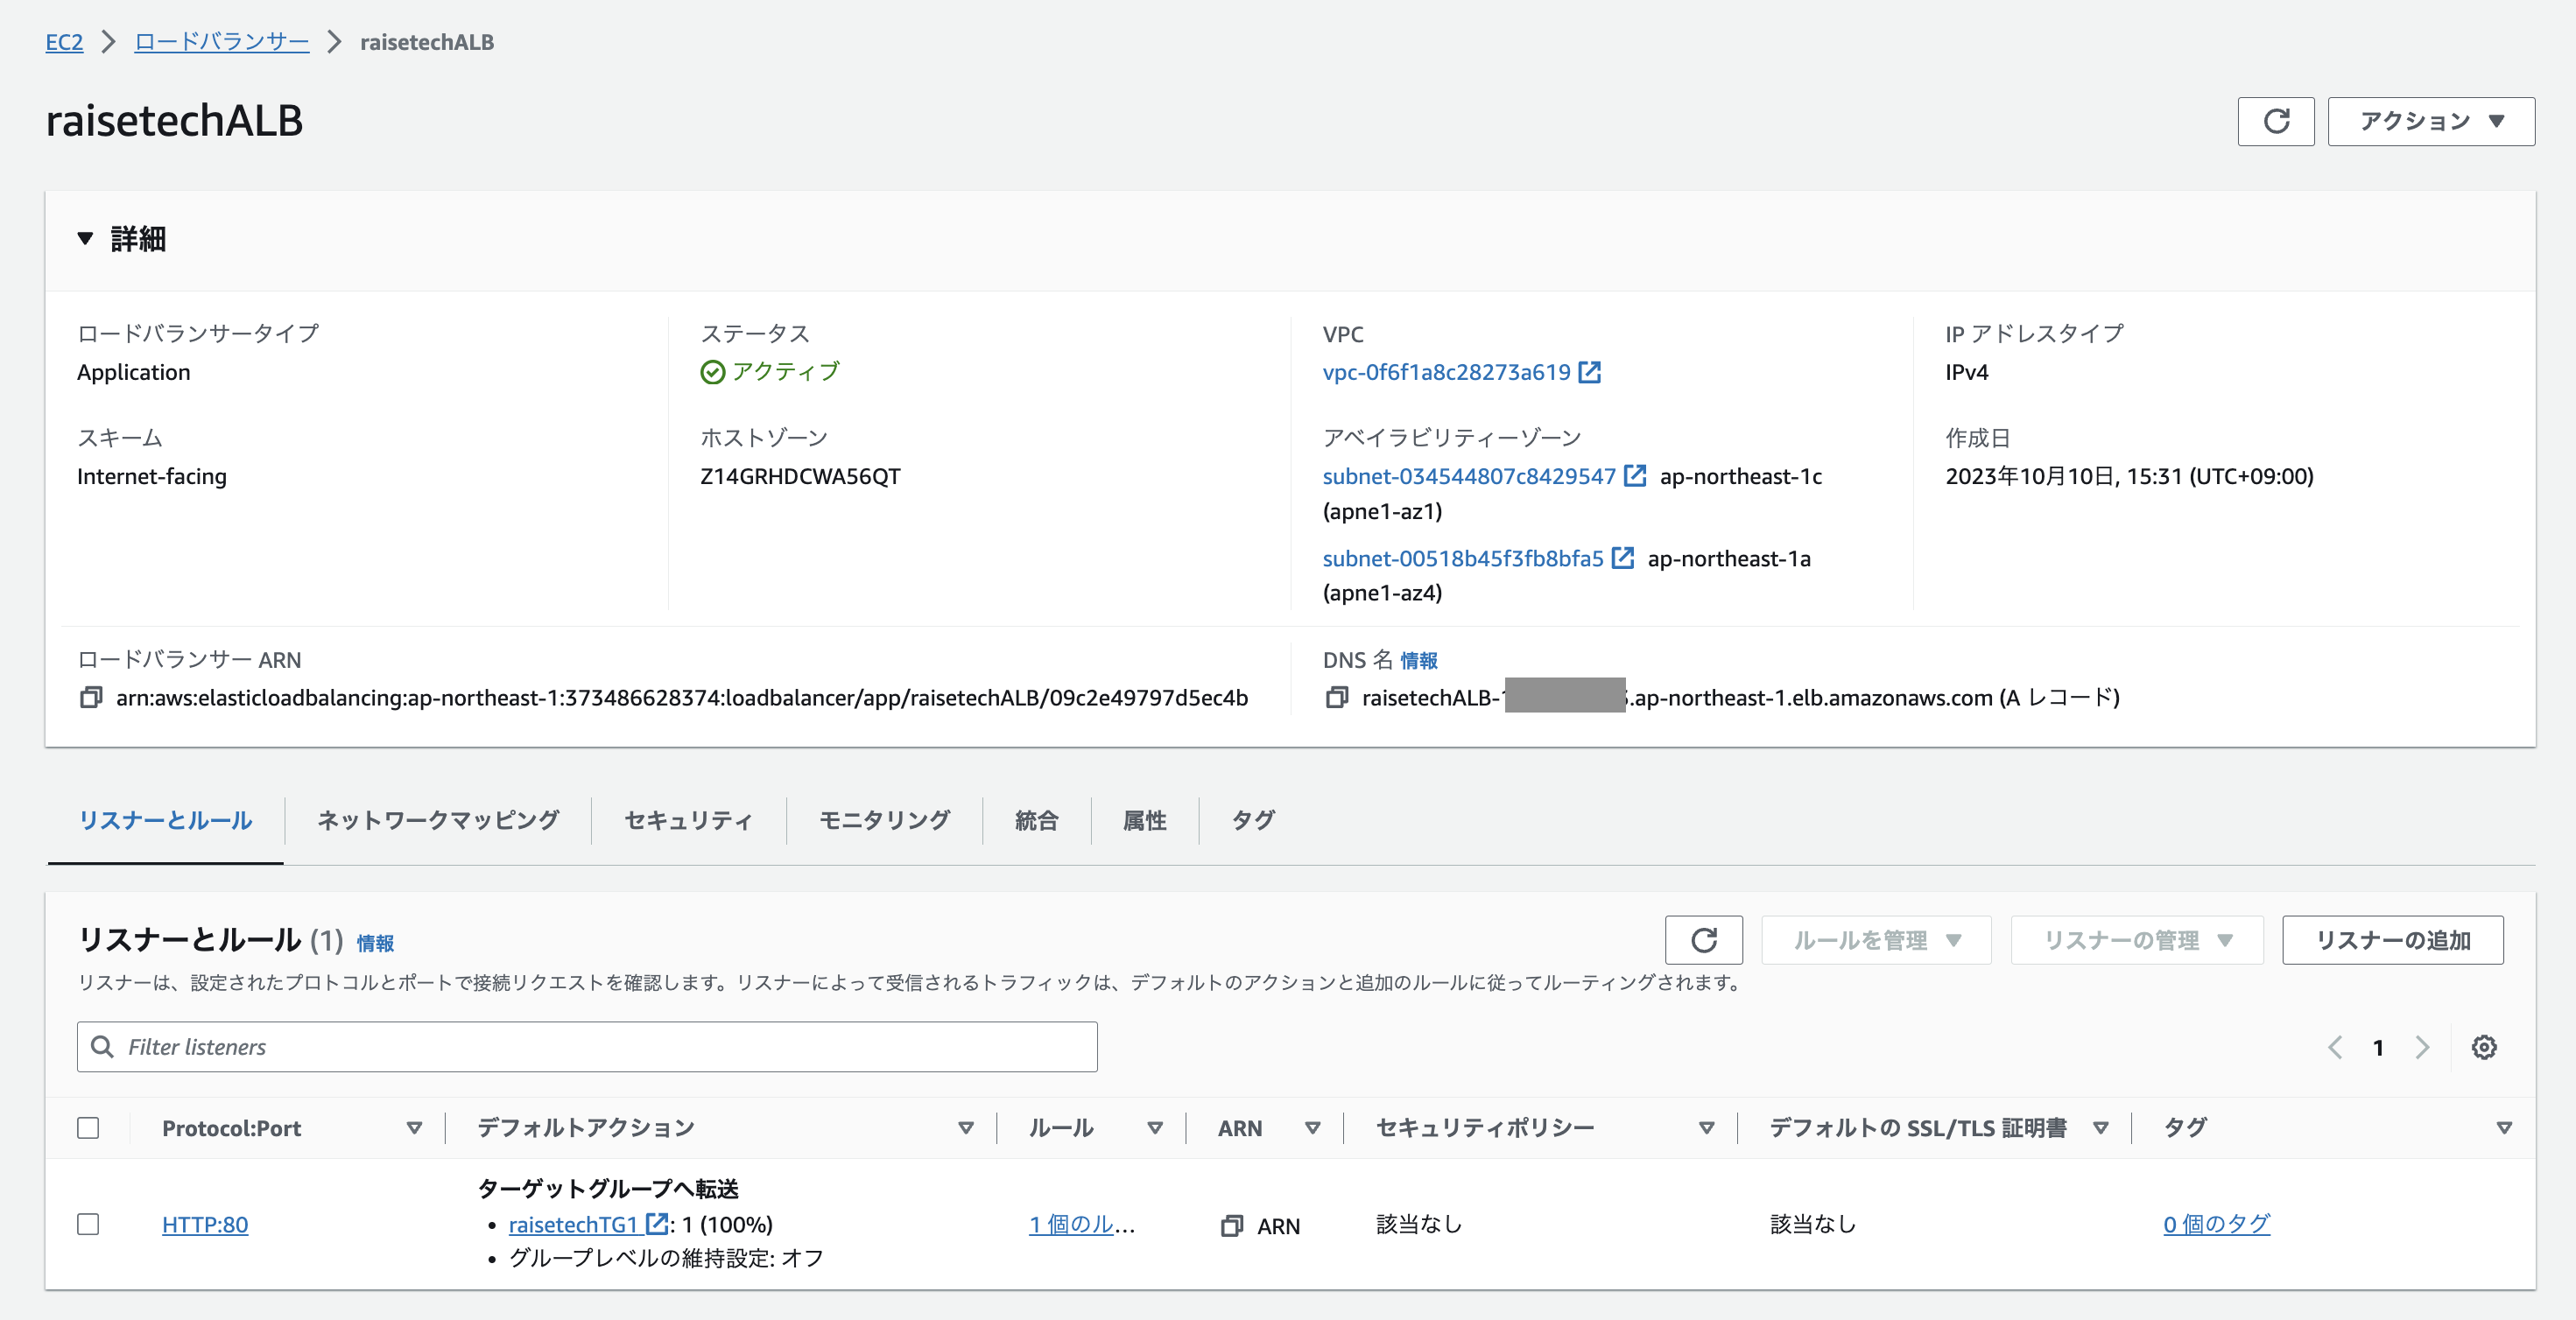 EC2 > ロードバランサー > raisetechALB
raisetechALB
アクション ▼
▼ 詳細
ロードバランサータイプ
Application
ステータス
アクティブ
VPC
vpc-0f6f1a8c28273a619
IP アドレスタイプ
IPv4
スキーム
Internet-facing
ホストゾーン
Z14GRHDCWA56QT
アベイラビリティーゾーン
subnet-034544807c8429547 ap-northeast-1c
(apne1-az1)
subnet-00518b45f3fb8bfa5 ap-northeast-1a
(apne1-az4)
作成日
2023年10月10日, 15:31 (UTC+09:00)
ロードバランサー ARN
arn:aws:elasticloadbalancing:ap-northeast-1:373486628374:loadbalancer/app/raisetechALB/09c2e49797d5ec4b
DNS 名 情報
raisetechALB- .ap-northeast-1.elb.amazonaws.com (A レコード)
リスナーとルール ネットワークマッピング セキュリティ モニタリング 統合 属性 タグ
リスナーとルール (1) 情報
ルールを管理 ▼ リスナーの管理 ▼ リスナーの追加
リスナーは、設定されたプロトコルとポートで接続リクエストを確認します。リスナーによって受信されるトラフィックは、デフォルトのアクションと追加のルールに従ってルーティングされます。
Filter listeners
1
Protocol:Port デフォルトアクション ルール ARN セキュリティポリシー デフォルトの SSL/TLS 証明書 タグ
ターゲットグループへ転送
HTTP:80 • raisetechTG1: 1 (100%) 1 個のル... ARN 該当なし 該当なし 0 個のタグ
• グループレベルの維持設定: オフ